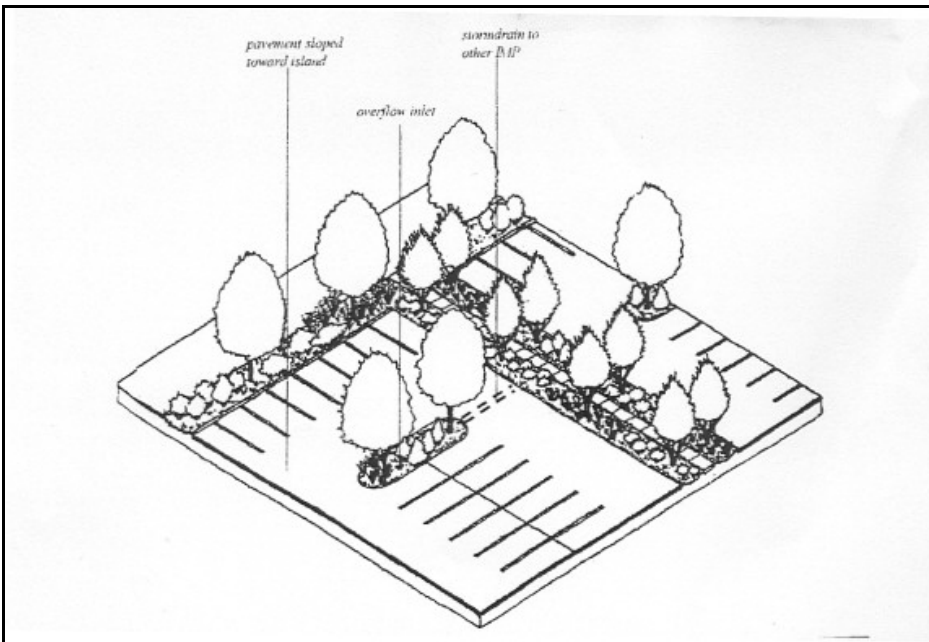 pavement sloped
toward island
stormdrain to
other BMP
overflow inlet